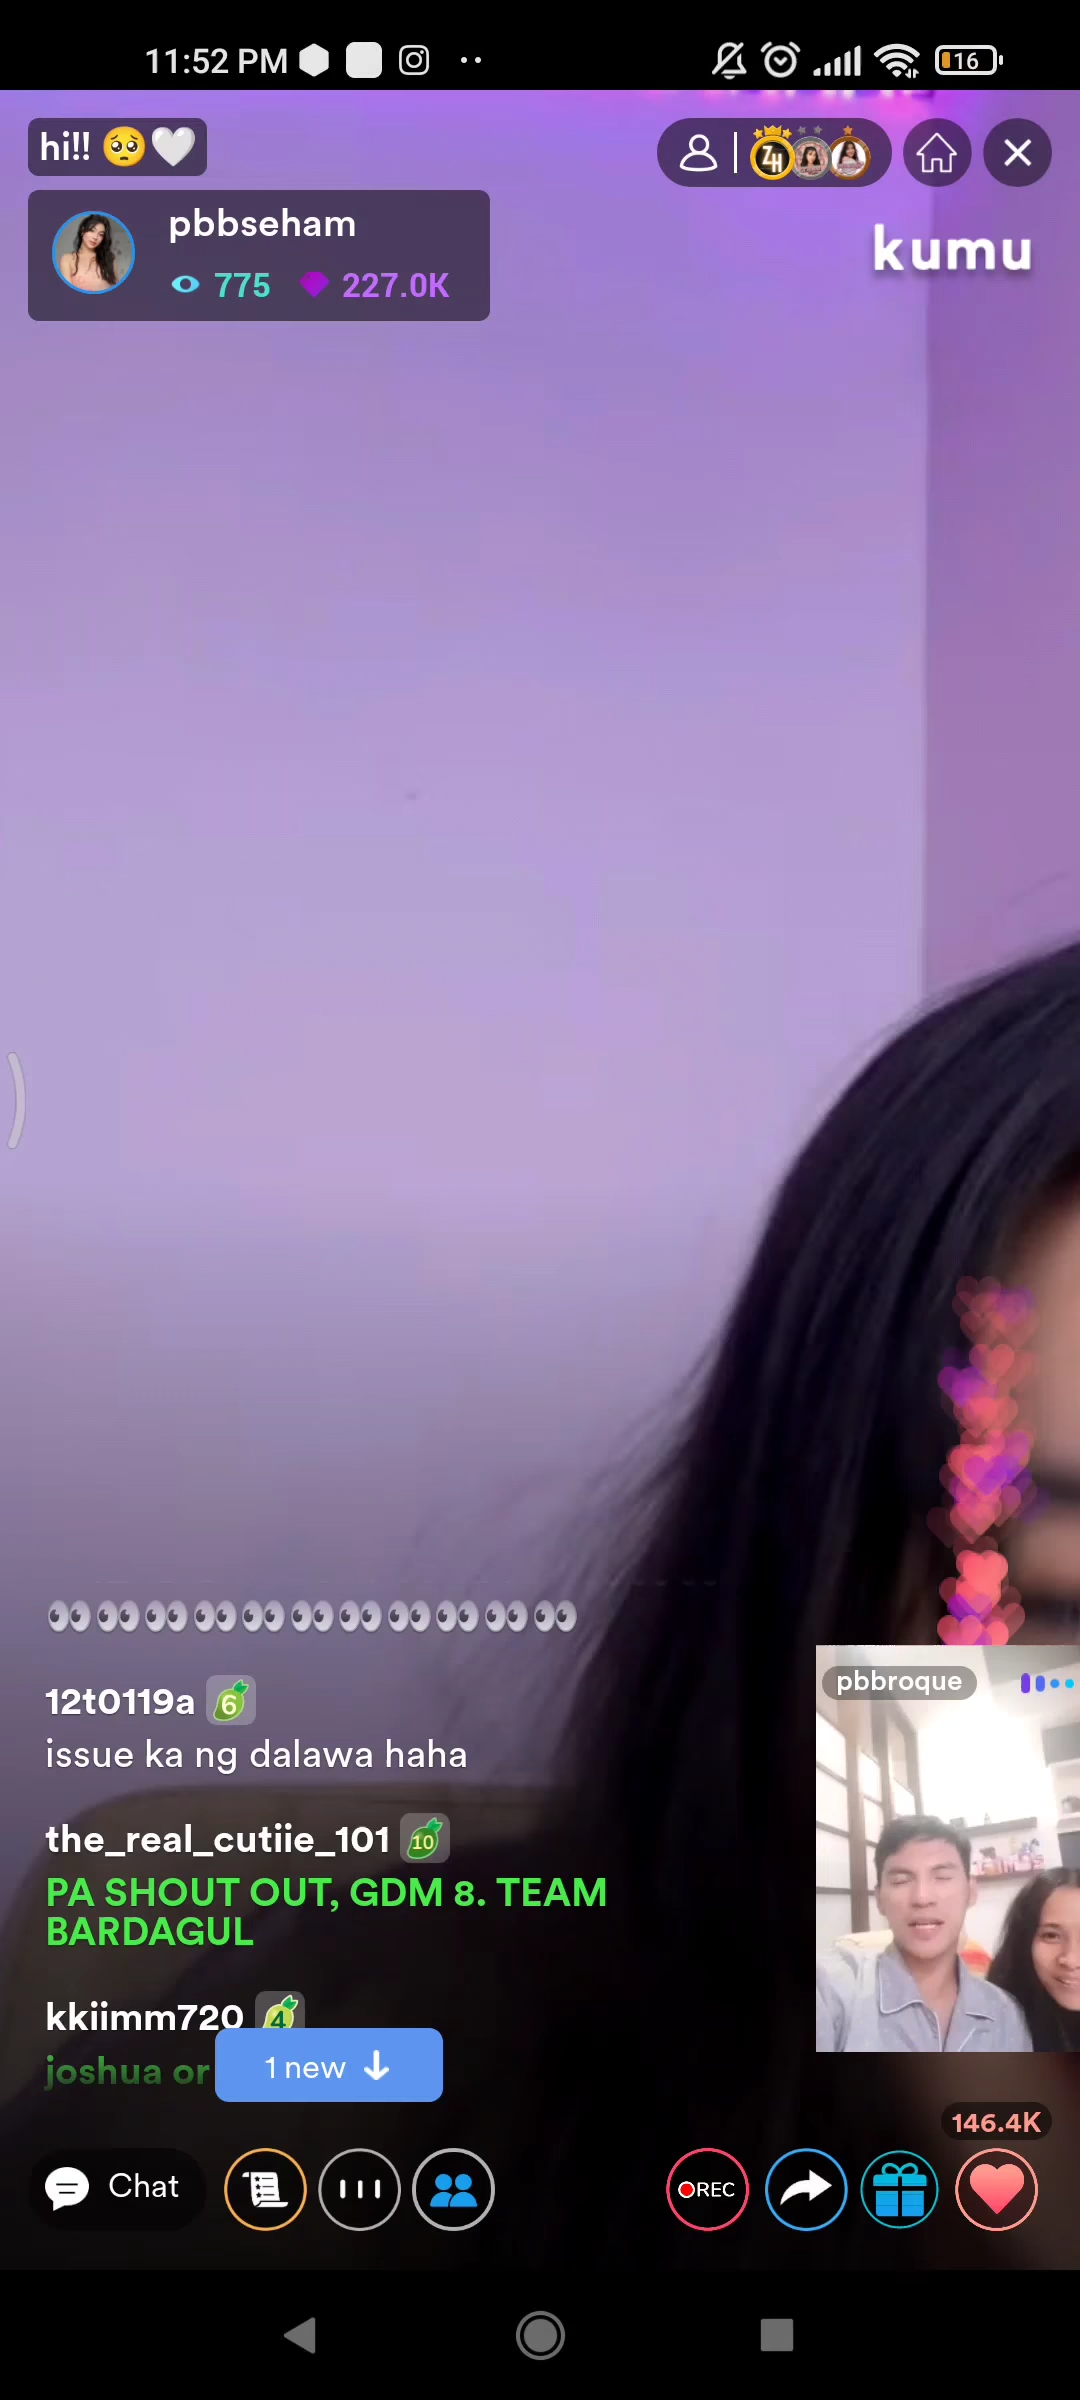 11:52 PM
16
hi!! 🥺🤍
pbbseham
775 227.0K
ZH
kumu
👀👀👀👀👀👀👀👀👀👀👀
12t0119a 6
issue ka ng dalawa haha
the_real_cutiie_101 10
PA SHOUT OUT, GDM 8. TEAM
BARDAGUL
kkiimm720 4
joshua or
1 new
pbbroque
146.4K
Chat
REC